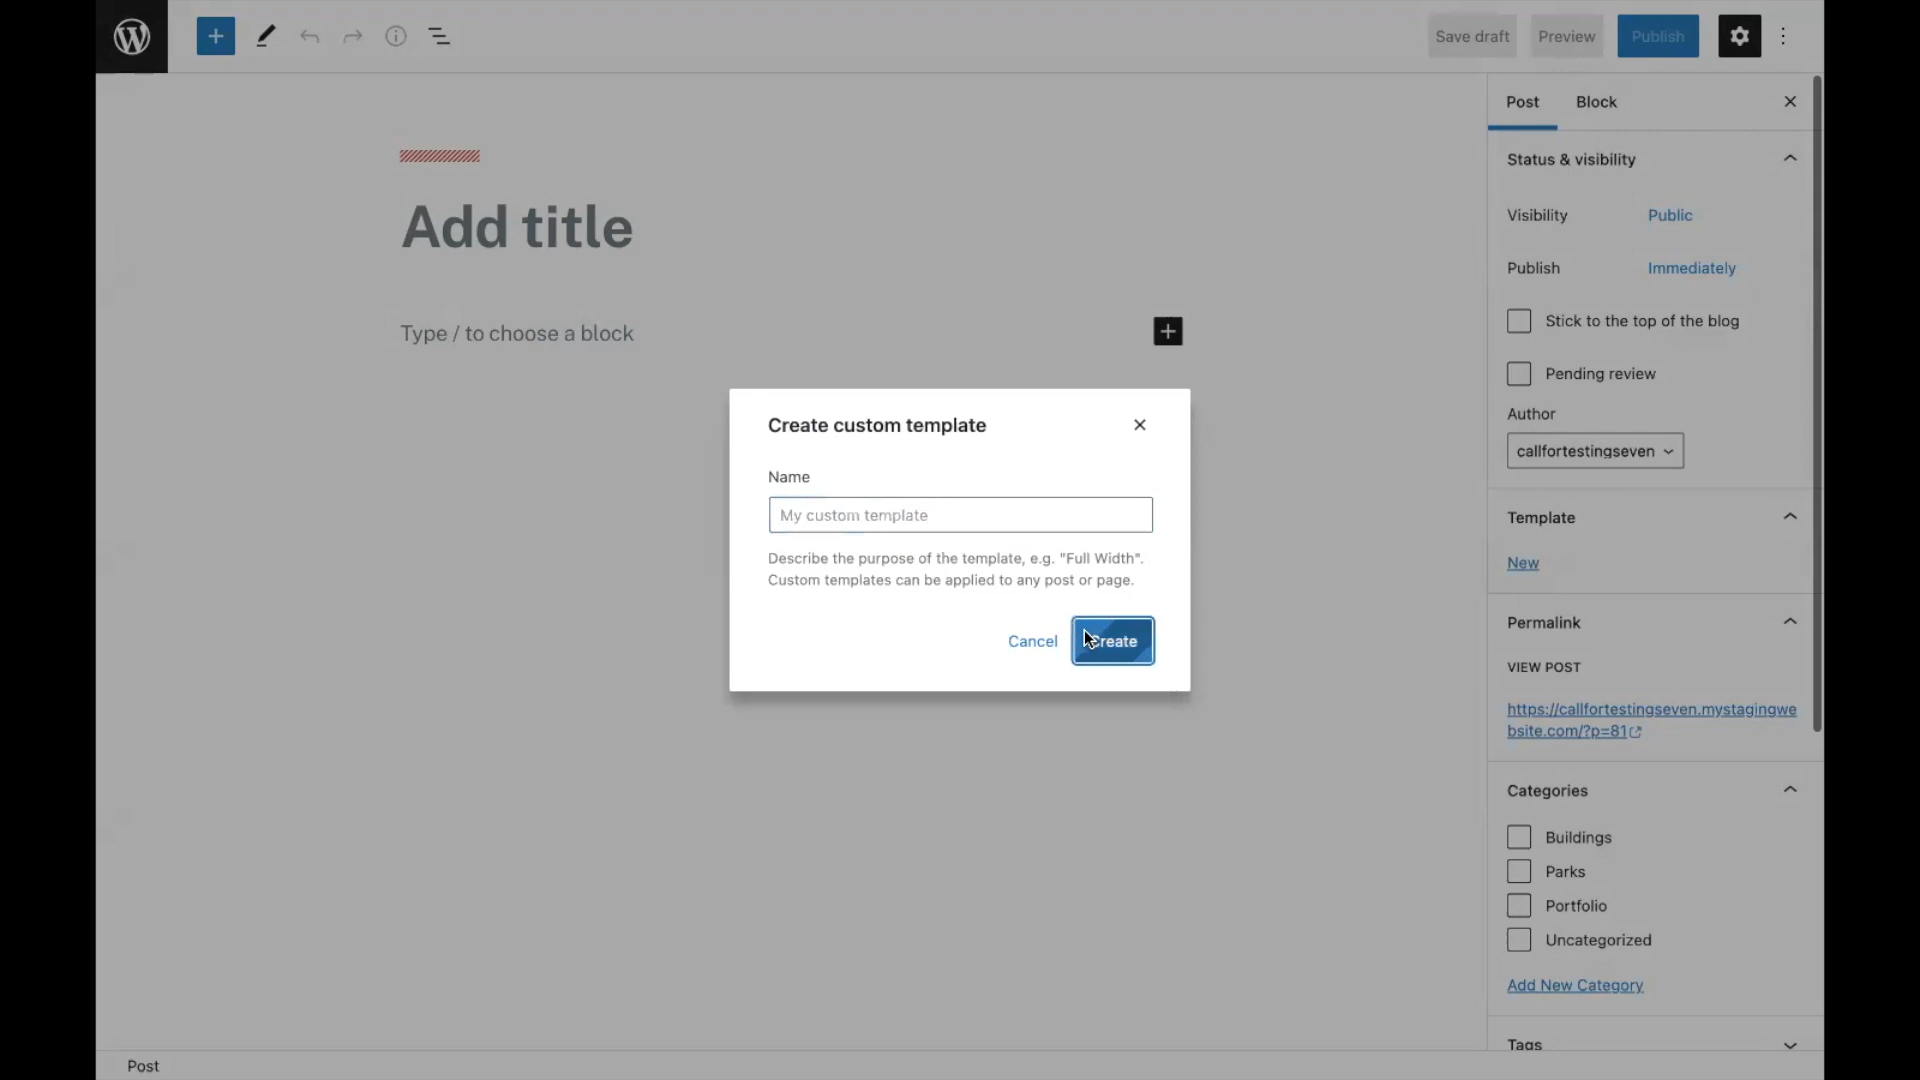 Save draft
Preview
Publish
Post
Block
Status & visibility
Visibility
Public
Publish
Immediately
Stick to the top of the blog
Pending review
Author
callfortestingseven
Template
New
Permalink
VIEW POST
https://callfortestingseven.mystagingwe
bsite.com/?p=81
Categories
Buildings
Parks
Portfolio
Uncategorized
Add New Category
Tags
Add title
Type / to choose a block
Create custom template
Name
My custom template
Describe the purpose of the template, e.g. "Full Width".
Custom templates can be applied to any post or page.
Cancel
Create
Post